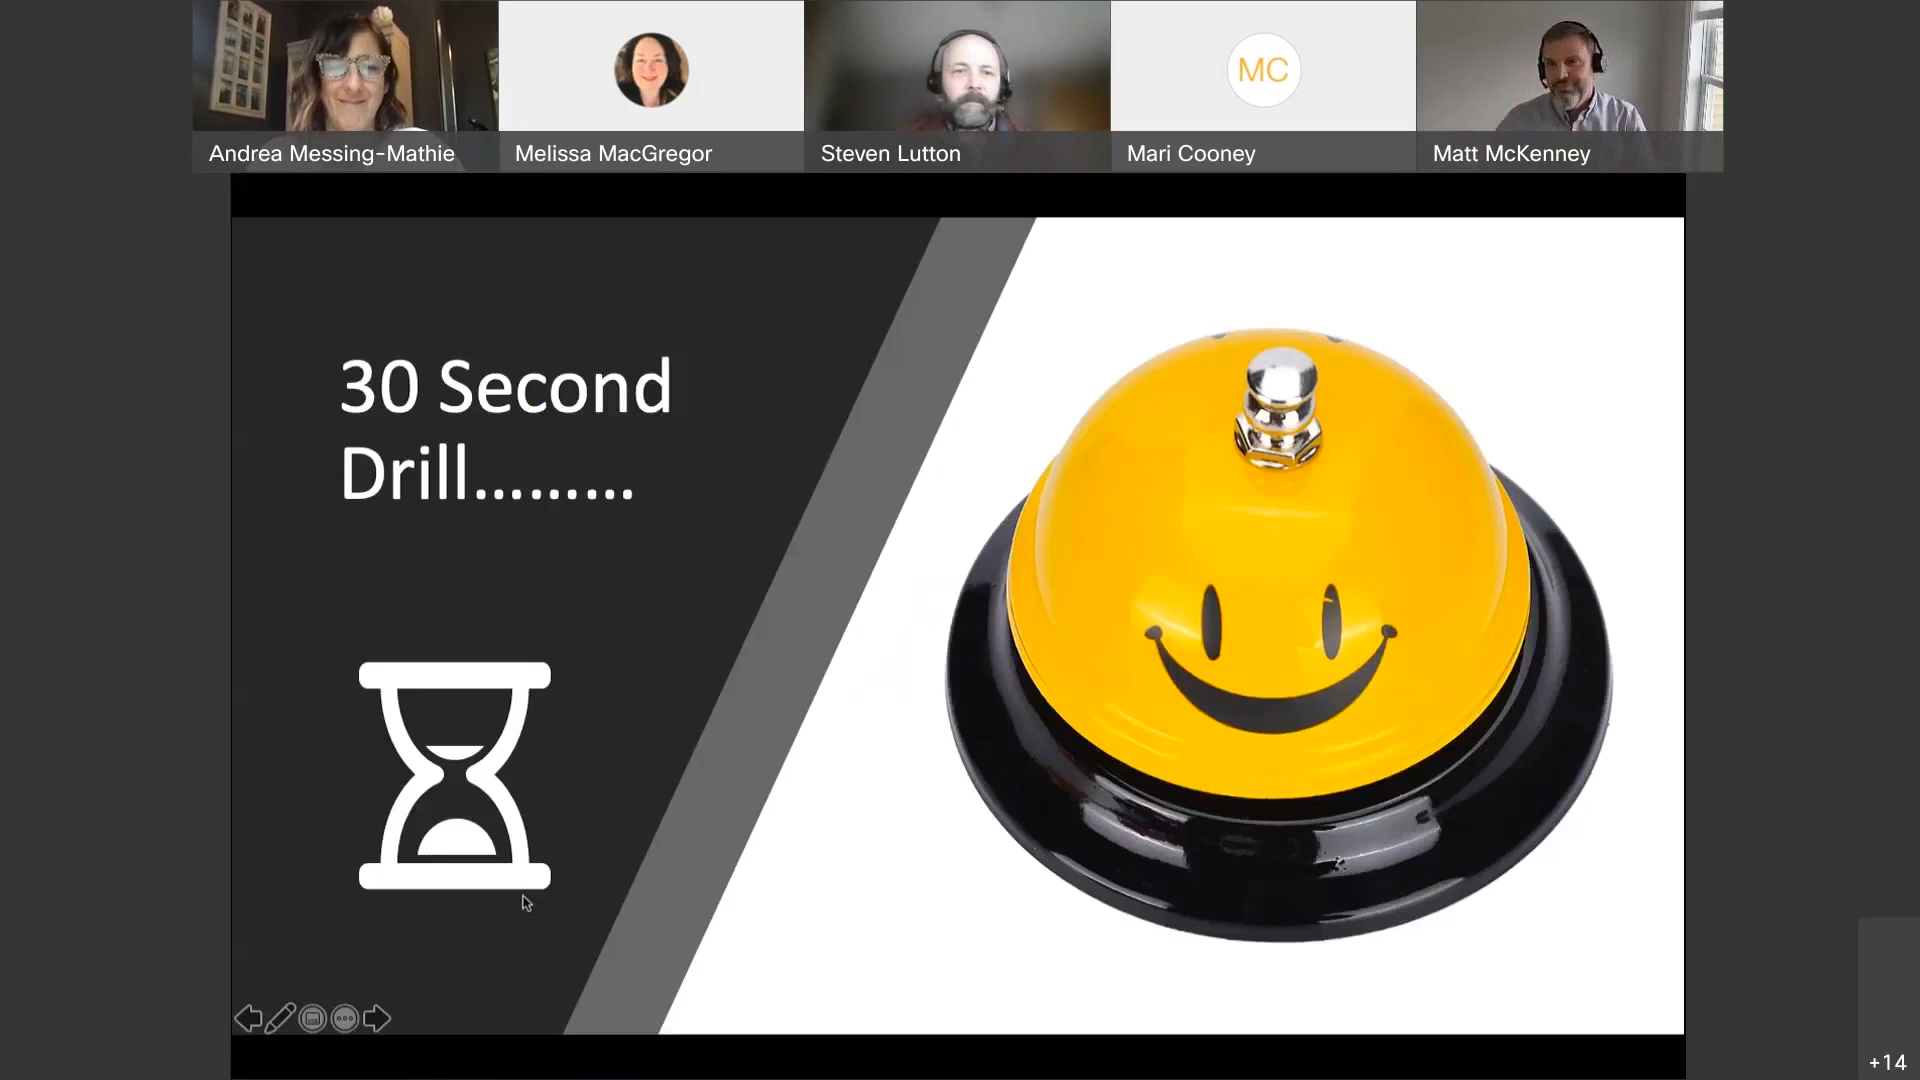 Andrea Messing-Mathie
Melissa MacGregor
Steven Lutton
MC
Mari Cooney
Matt McKenney
30 Second
Drill.........
+14